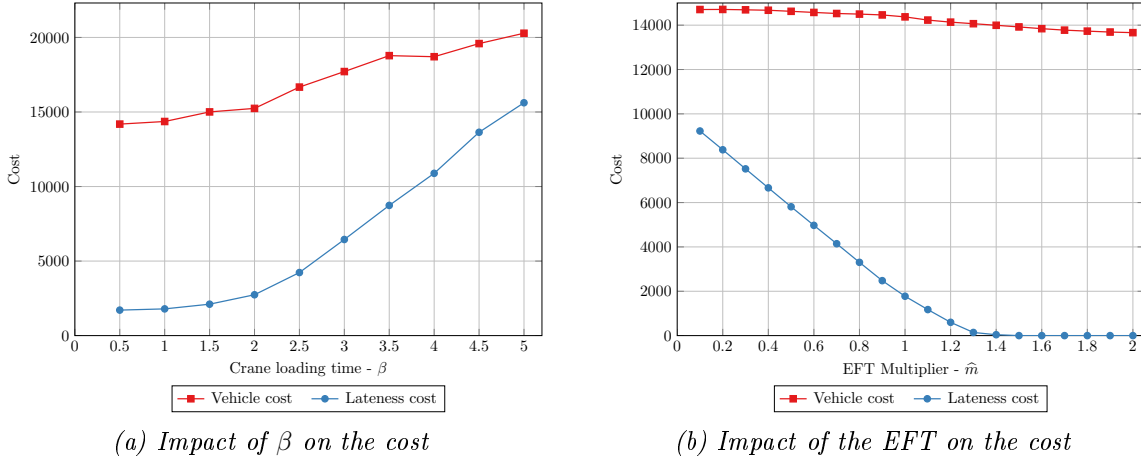 20000
15000
10000
5000
0
Cost
0 0.5 1 1.5 2 2.5 3 3.5 4 4.5 5
Crane loading time - β
Vehicle cost Lateness cost
(a) Impact of β on the cost
14000
12000
10000
8000
6000
4000
2000
0
Cost
0 0.2 0.4 0.6 0.8 1 1.2 1.4 1.6 1.8 2
EFT Multiplier - m̂
Vehicle cost Lateness cost
(b) Impact of the EFT on the cost